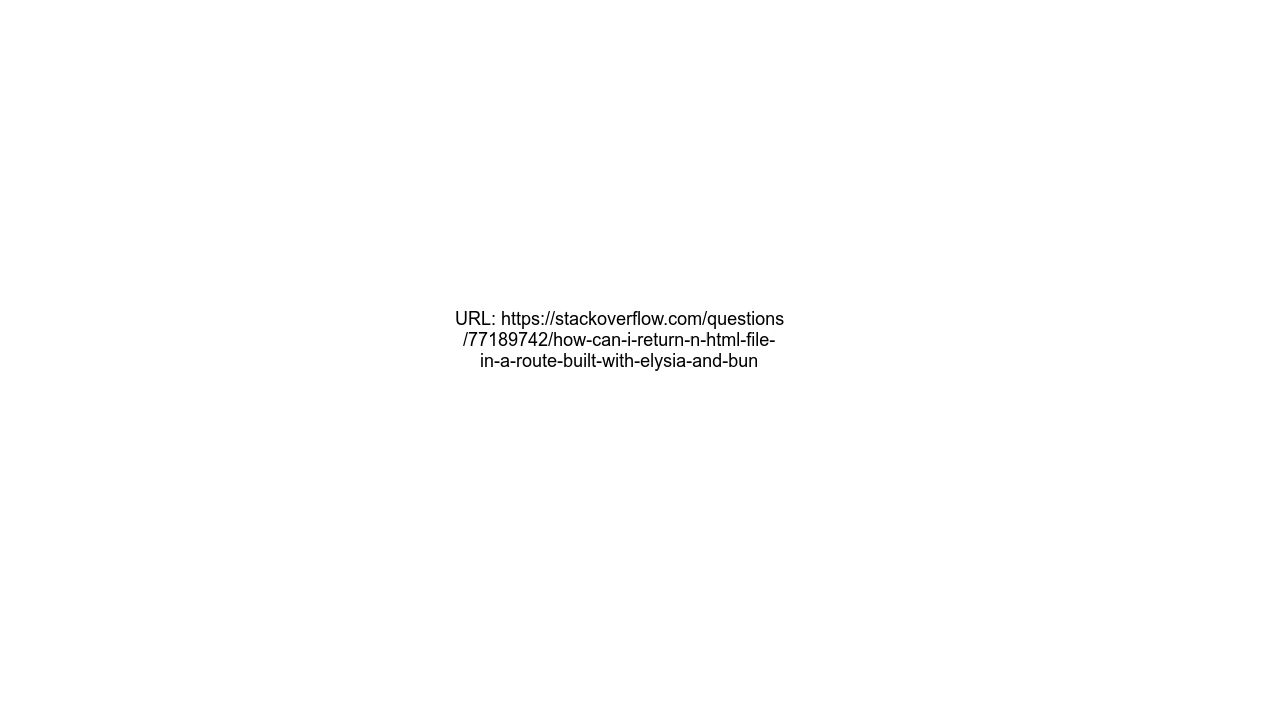 URL: https://stackoverflow.com/questions
/77189742/how-can-i-return-n-html-file-
in-a-route-built-with-elysia-and-bun